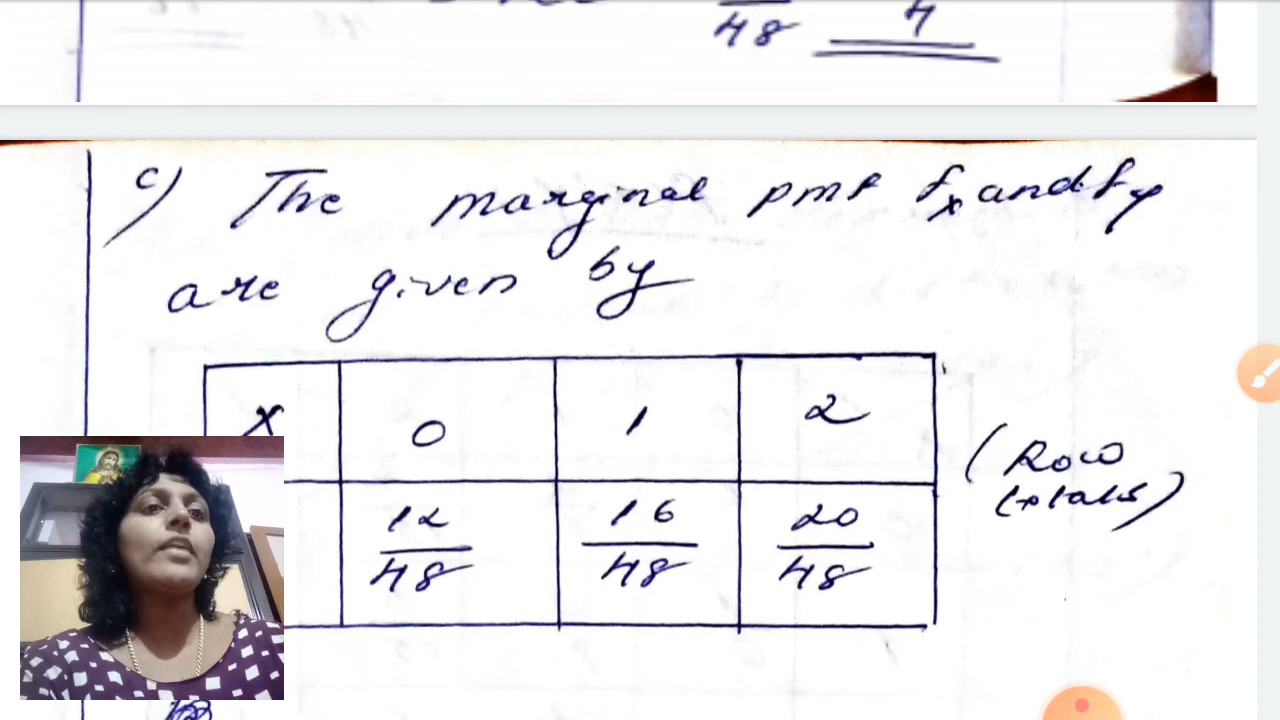 48 4
c) The marginal pmf fx and fy
are given by
X 0 1 2
(Row
totals)
12/48 16/48 20/48